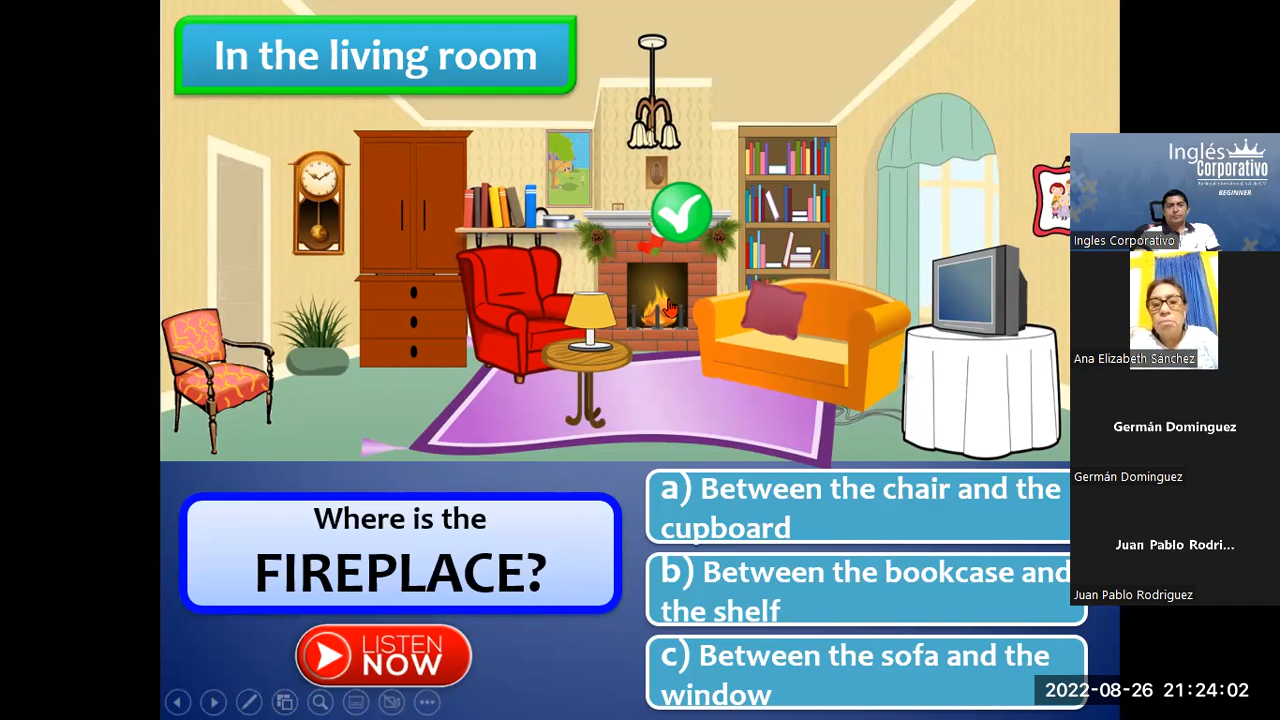 In the living room
Inglés
Corporativo
BEGINNER
Ingles Corporativo
Ana Elizabeth Sánchez
Germán Dominguez
Germán Dominguez
Juan Pablo Rodri...
Juan Pablo Rodriguez
Where is the
FIREPLACE?
LISTEN
NOW
a) Between the chair and the
cupboard
b) Between the bookcase and
the shelf
c) Between the sofa and the
window
2022-08-26 21:24:02